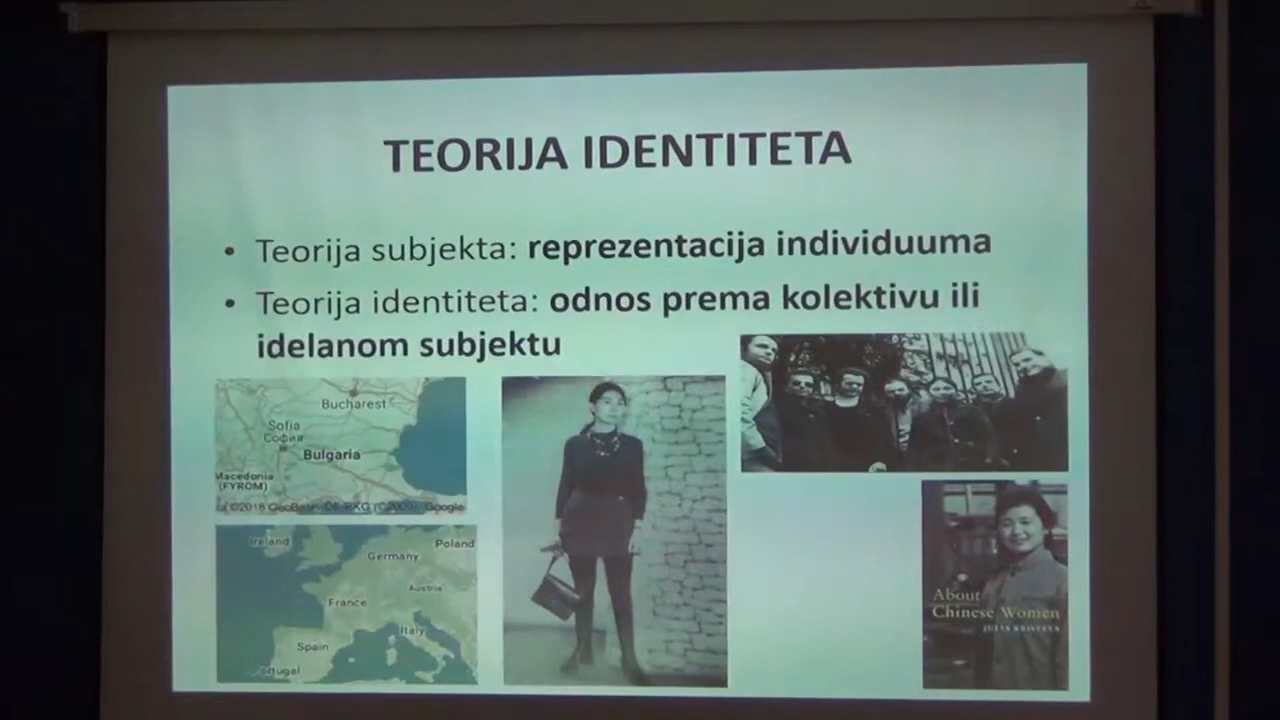 TEORIJA IDENTITETA
• Teorija subjekta: reprezentacija individuuma
• Teorija identiteta: odnos prema kolektivu ili
idelanom subjektu
Bucharest
Sofia
София
Bulgaria
Macedonia
(FYROM)
©2018 GeoBasis-DE/BKG (©2009), Google
Ireland
Poland
Germany
Austria
France
Italy
Spain
Portugal
About
Chinese Women
JULIA KRISTEVA